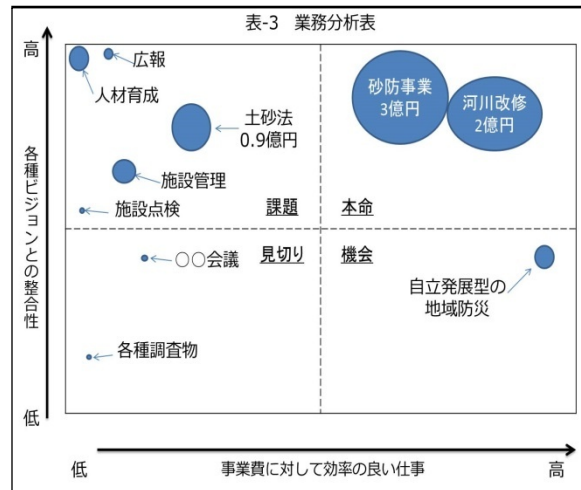 表-3 業務分析表
高
広報
人材育成
砂防事業
3億円
河川改修
2億円
土砂法
0.9億円
施設管理
施設点検
課題
本命
各種ビジョンとの整合性
〇〇会議
見切り
機会
自立発展型の
地域防災
各種調査物
低
低
事業費に対して効率の良い仕事
高